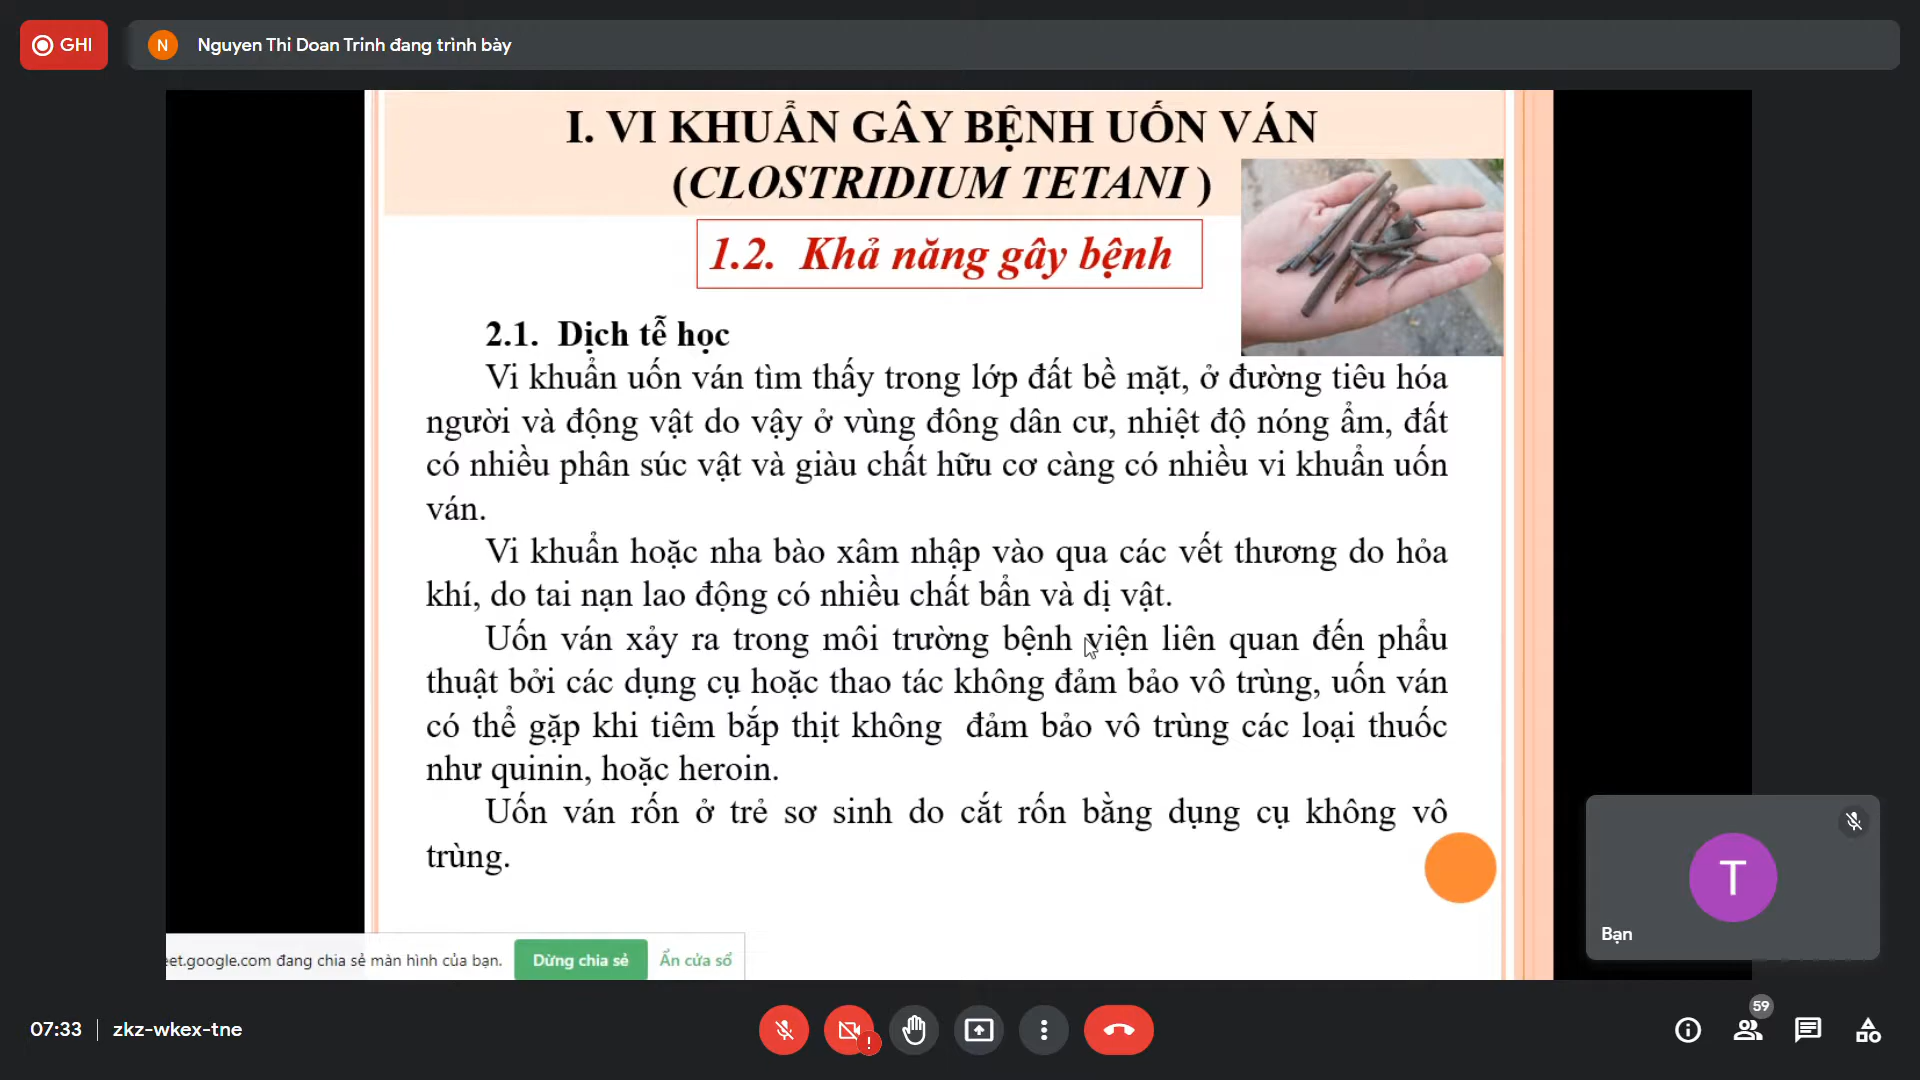 GHI
N
Nguyen Thi Doan Trinh đang trình bày
I. VI KHUẨN GÂY BỆNH UỐN VÁN
(CLOSTRIDIUM TETANI )
1.2. Khả năng gây bệnh
2.1. Dịch tễ học
Vi khuẩn uốn ván tìm thấy trong lớp đất bề mặt, ở đường tiêu hóa
người và động vật do vậy ở vùng đông dân cư, nhiệt độ nóng ẩm, đất
có nhiều phân súc vật và giàu chất hữu cơ càng có nhiều vi khuẩn uốn
ván.
Vi khuẩn hoặc nha bào xâm nhập vào qua các vết thương do hỏa
khí, do tai nạn lao động có nhiều chất bẩn và dị vật.
Uốn ván xảy ra trong môi trường bệnh viện liên quan đến phẩu
thuật bởi các dụng cụ hoặc thao tác không đảm bảo vô trùng, uốn ván
có thể gặp khi tiêm bắp thịt không đảm bảo vô trùng các loại thuốc
như quinin, hoặc heroin.
Uốn ván rốn ở trẻ sơ sinh do cắt rốn bằng dụng cụ không vô
trùng.
T
Bạn
eet.google.com đang chia sẻ màn hình của bạn.
Dừng chia sẻ
Ẩn cửa sổ
07:33
zkz-wkex-tne
!
59